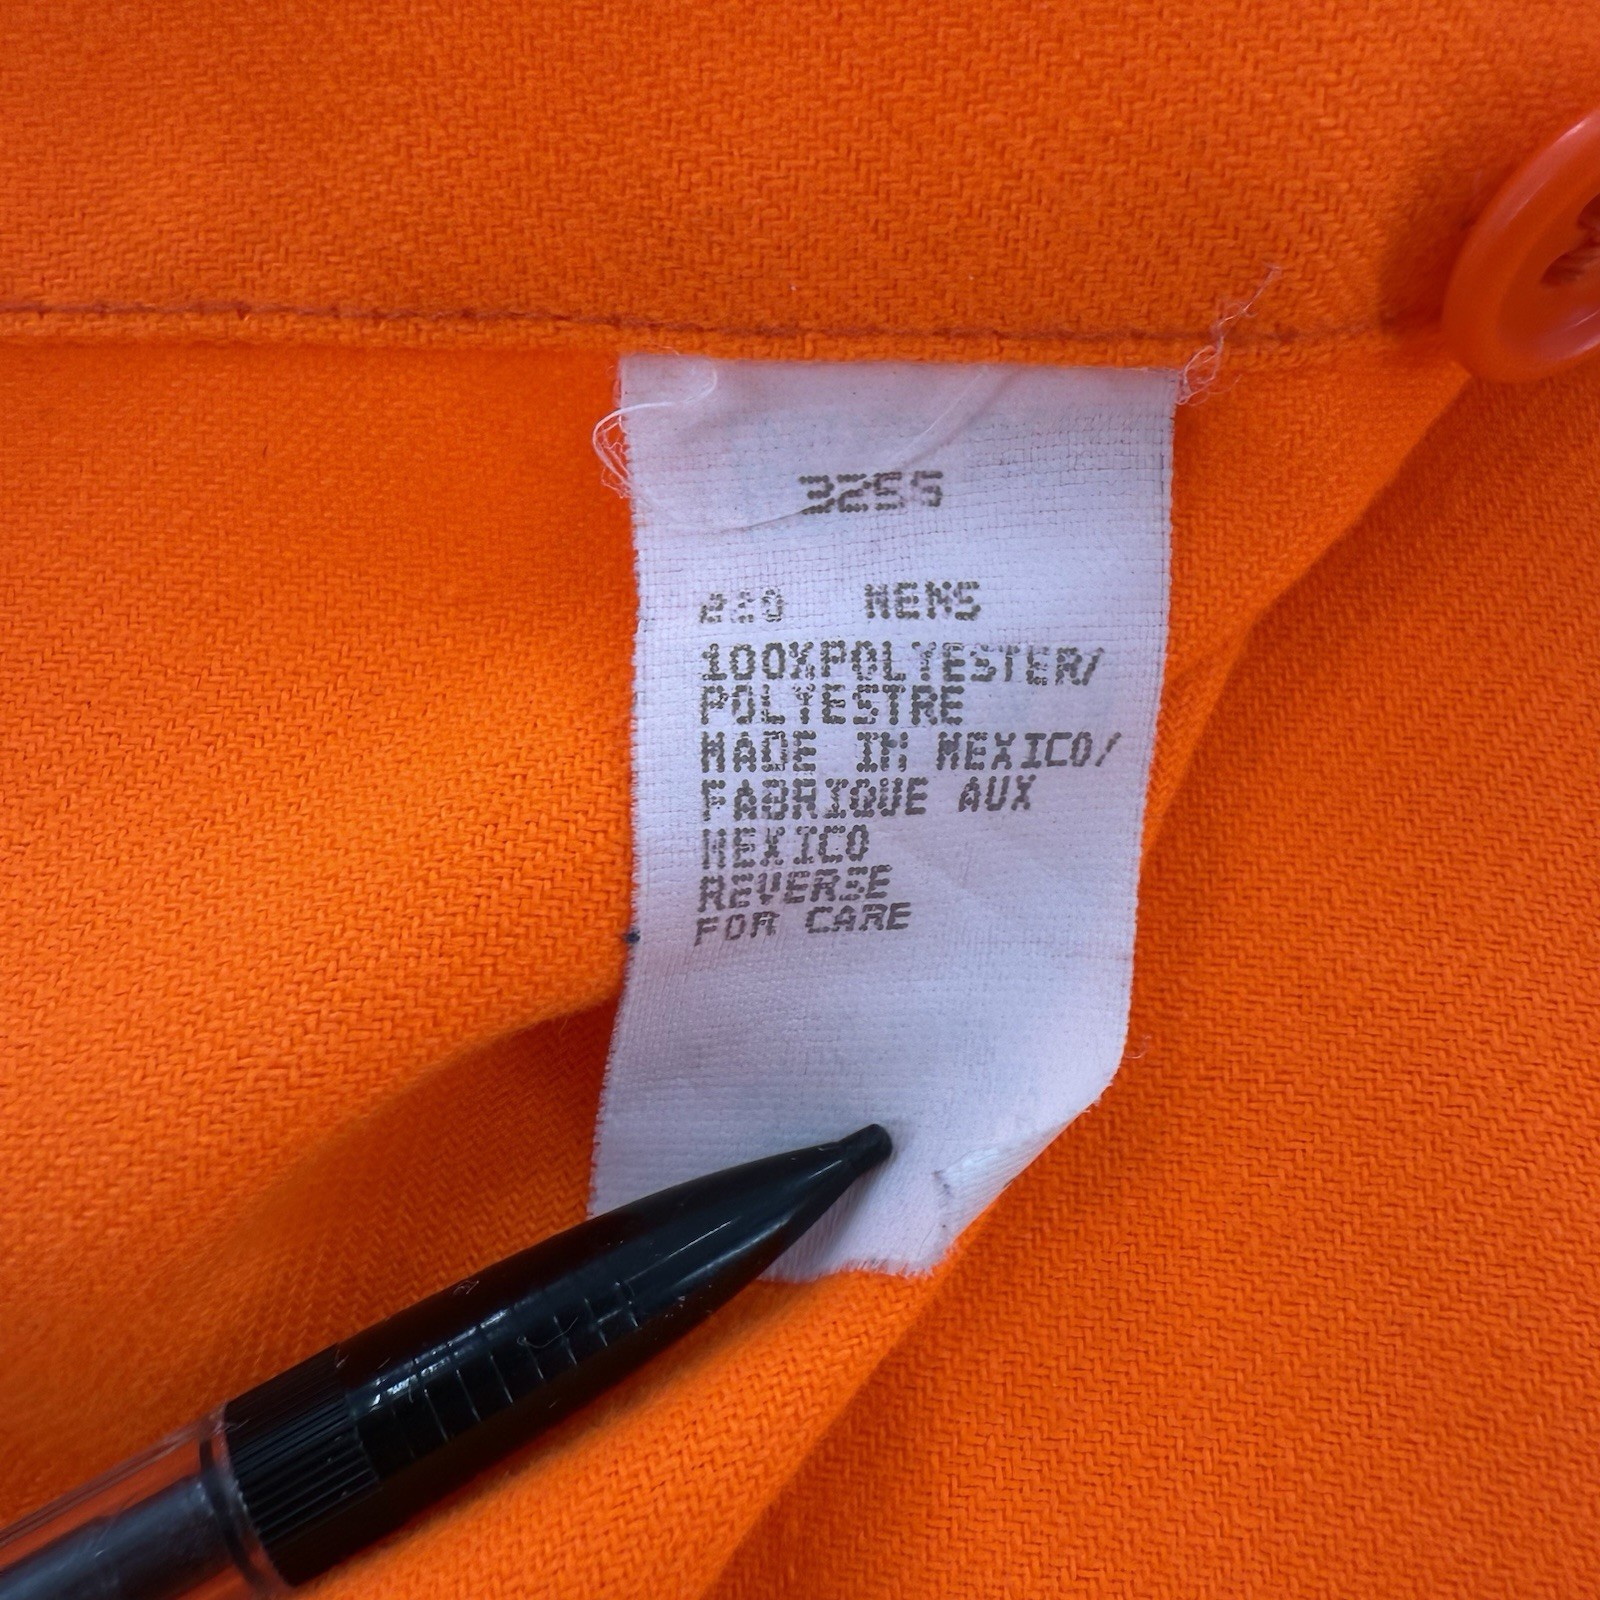 3255
MENS
100%POLYESTER/
POLYESTRE
MADE IN MEXICO/
FABRIQUE AUX
MEXICO
REVERSE
FOR CARE